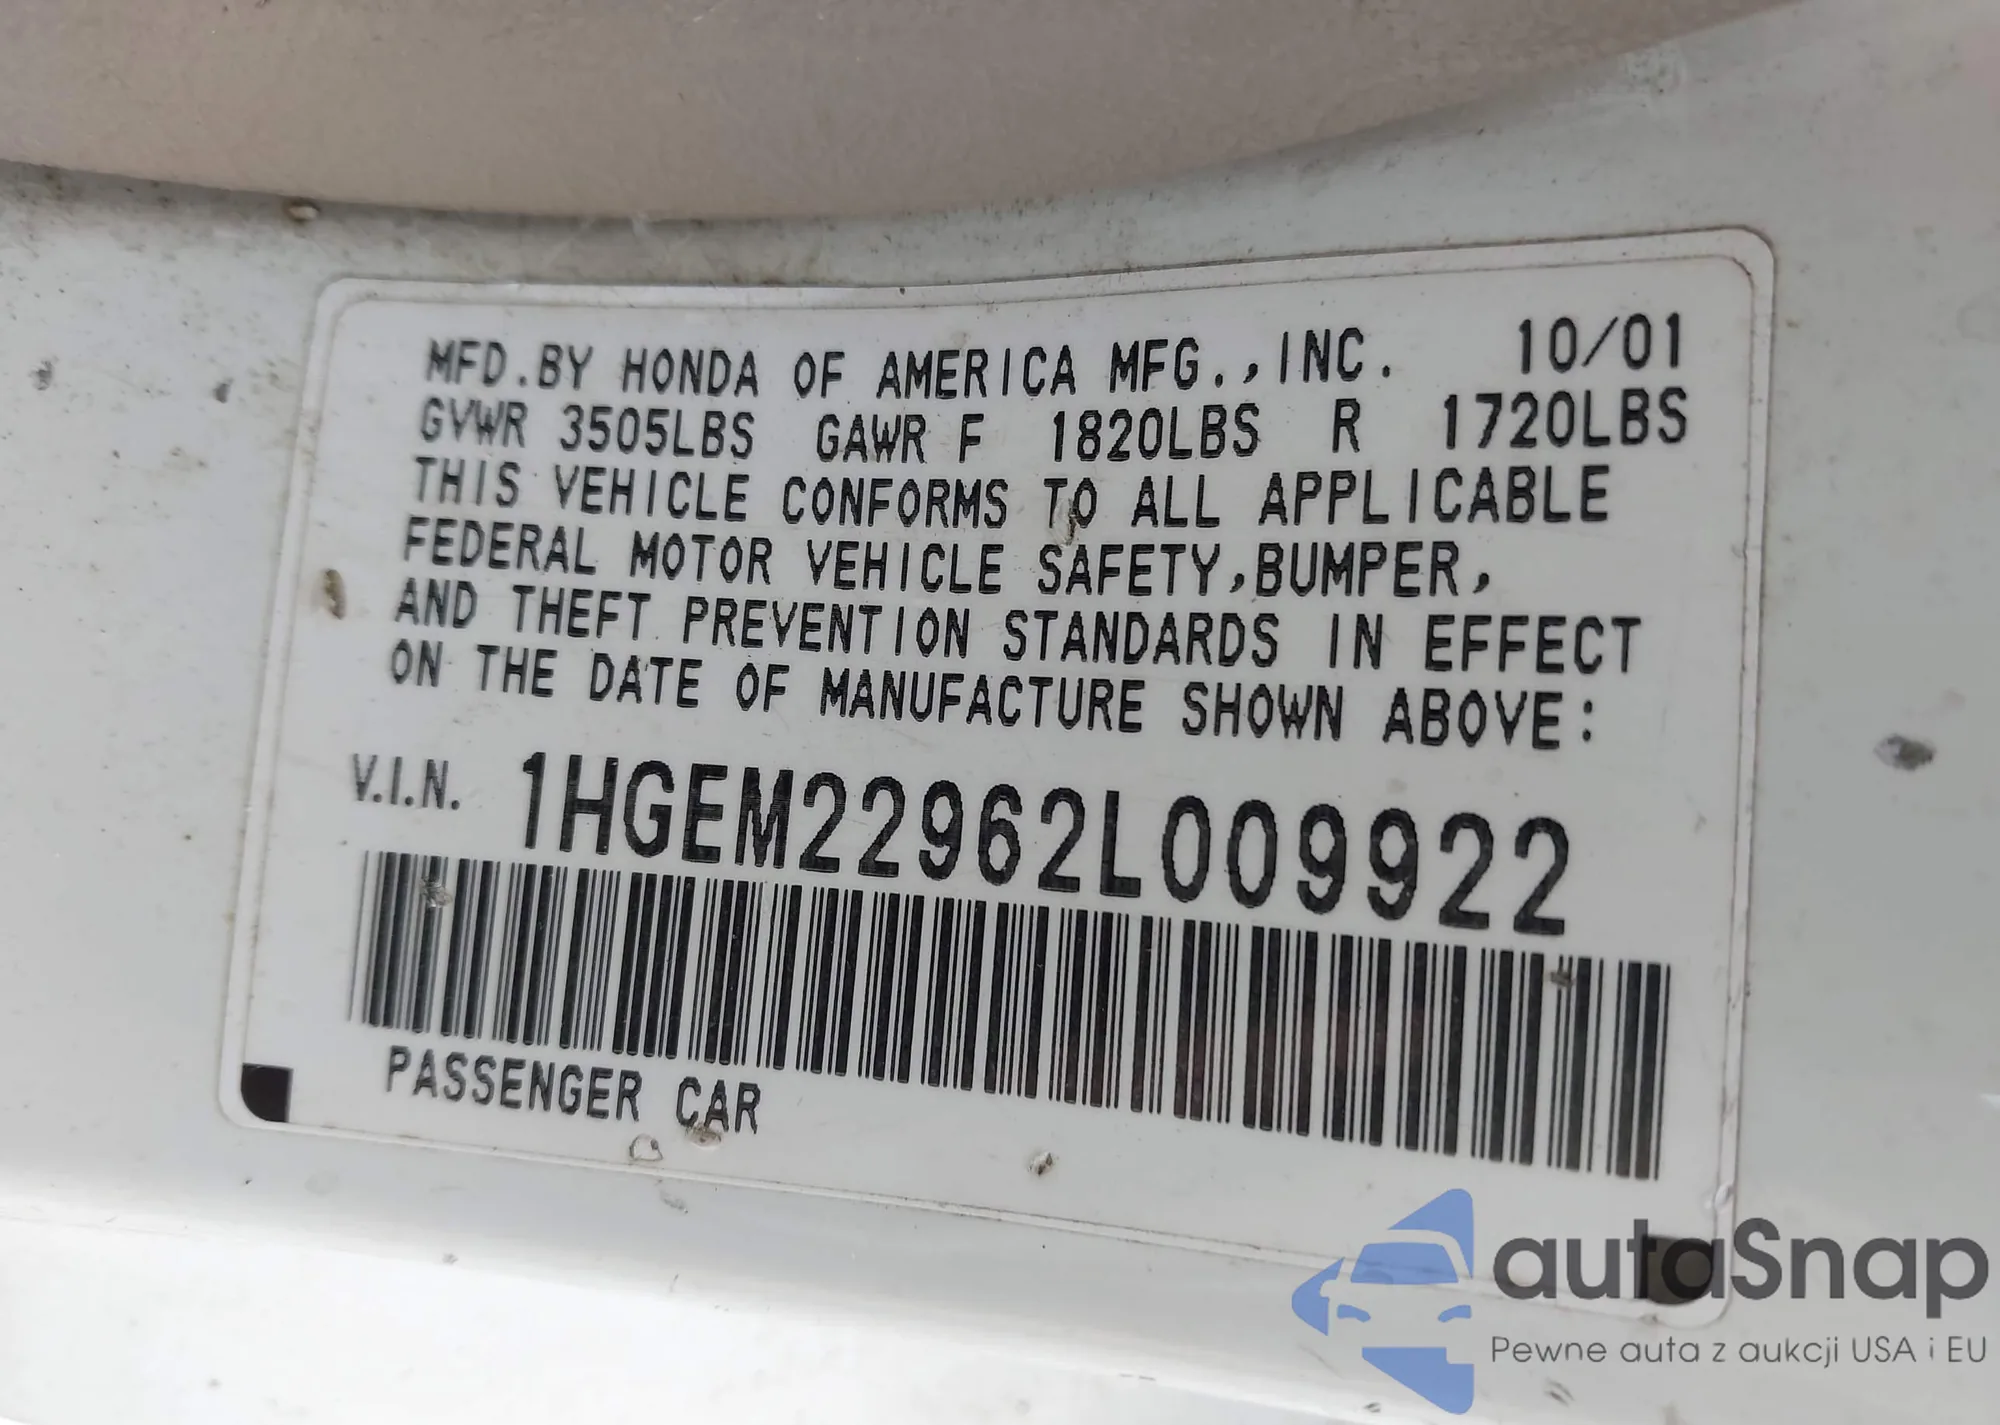 MFD.BY HONDA OF AMERICA MFG.,INC. 10/01
GVWR 3505LBS GAWR F 1820LBS R 1720LBS
THIS VEHICLE CONFORMS TO ALL APPLICABLE
FEDERAL MOTOR VEHICLE SAFETY,BUMPER,
AND THEFT PREVENTION STANDARDS IN EFFECT
ON THE DATE OF MANUFACTURE SHOWN ABOVE:
V.I.N. 1HGEM22962L009922
PASSENGER CAR
autaSnap
Pewne auta z aukcji USA i EU